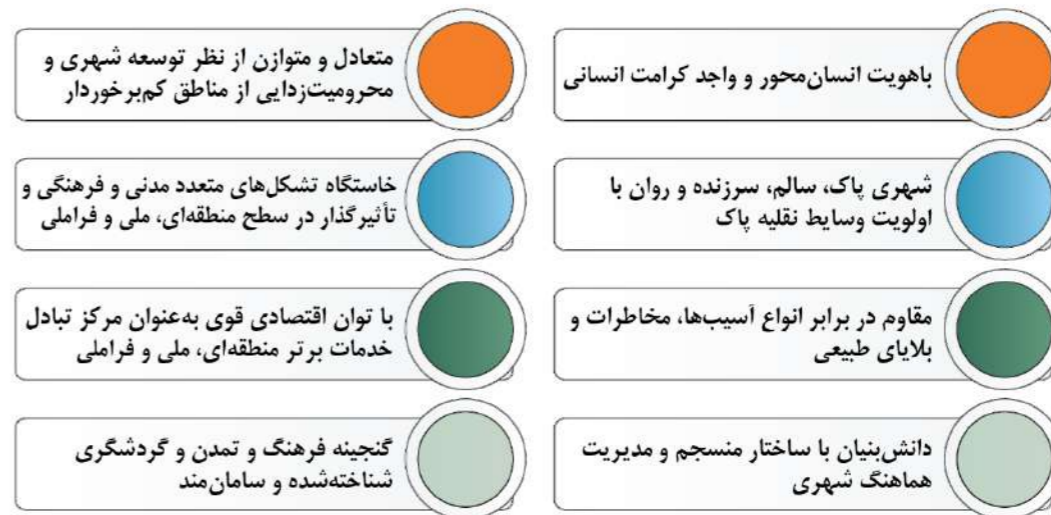 باهویت انسان‌محور و واجد کرامت انسانی
متعادل و متوازن از نظر توسعه شهری و
محرومیت‌زدایی از مناطق کم‌برخوردار
شهری پاک، سالم، سرزنده و روان با
اولویت وسایط نقلیه پاک
خاستگاه تشکل‌های متعدد مدنی و فرهنگی و
تأثیرگذار در سطح منطقه‌ای، ملی و فراملی
مقاوم در برابر انواع آسیب‌ها، مخاطرات و
بلایای طبیعی
با توان اقتصادی قوی به‌عنوان مرکز تبادل
خدمات برتر منطقه‌ای، ملی و فراملی
دانش‌بنیان با ساختار منسجم و مدیریت
هماهنگ شهری
گنجینه فرهنگ و تمدن و گردشگری
شناخته‌شده و سامان‌مند